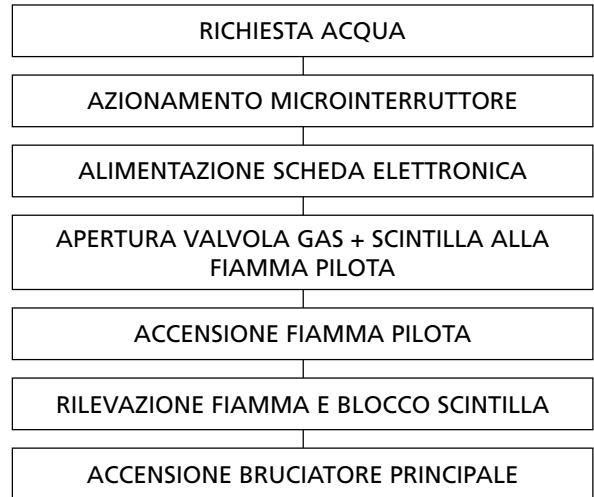 RICHIESTA ACQUA
AZIONAMENTO MICROINTERRUTTORE
ALIMENTAZIONE SCHEDA ELETTRONICA
APERTURA VALVOLA GAS + SCINTILLA ALLA
FIAMMA PILOTA
ACCENSIONE FIAMMA PILOTA
RILEVAZIONE FIAMMA E BLOCCO SCINTILLA
ACCENSIONE BRUCIATORE PRINCIPALE